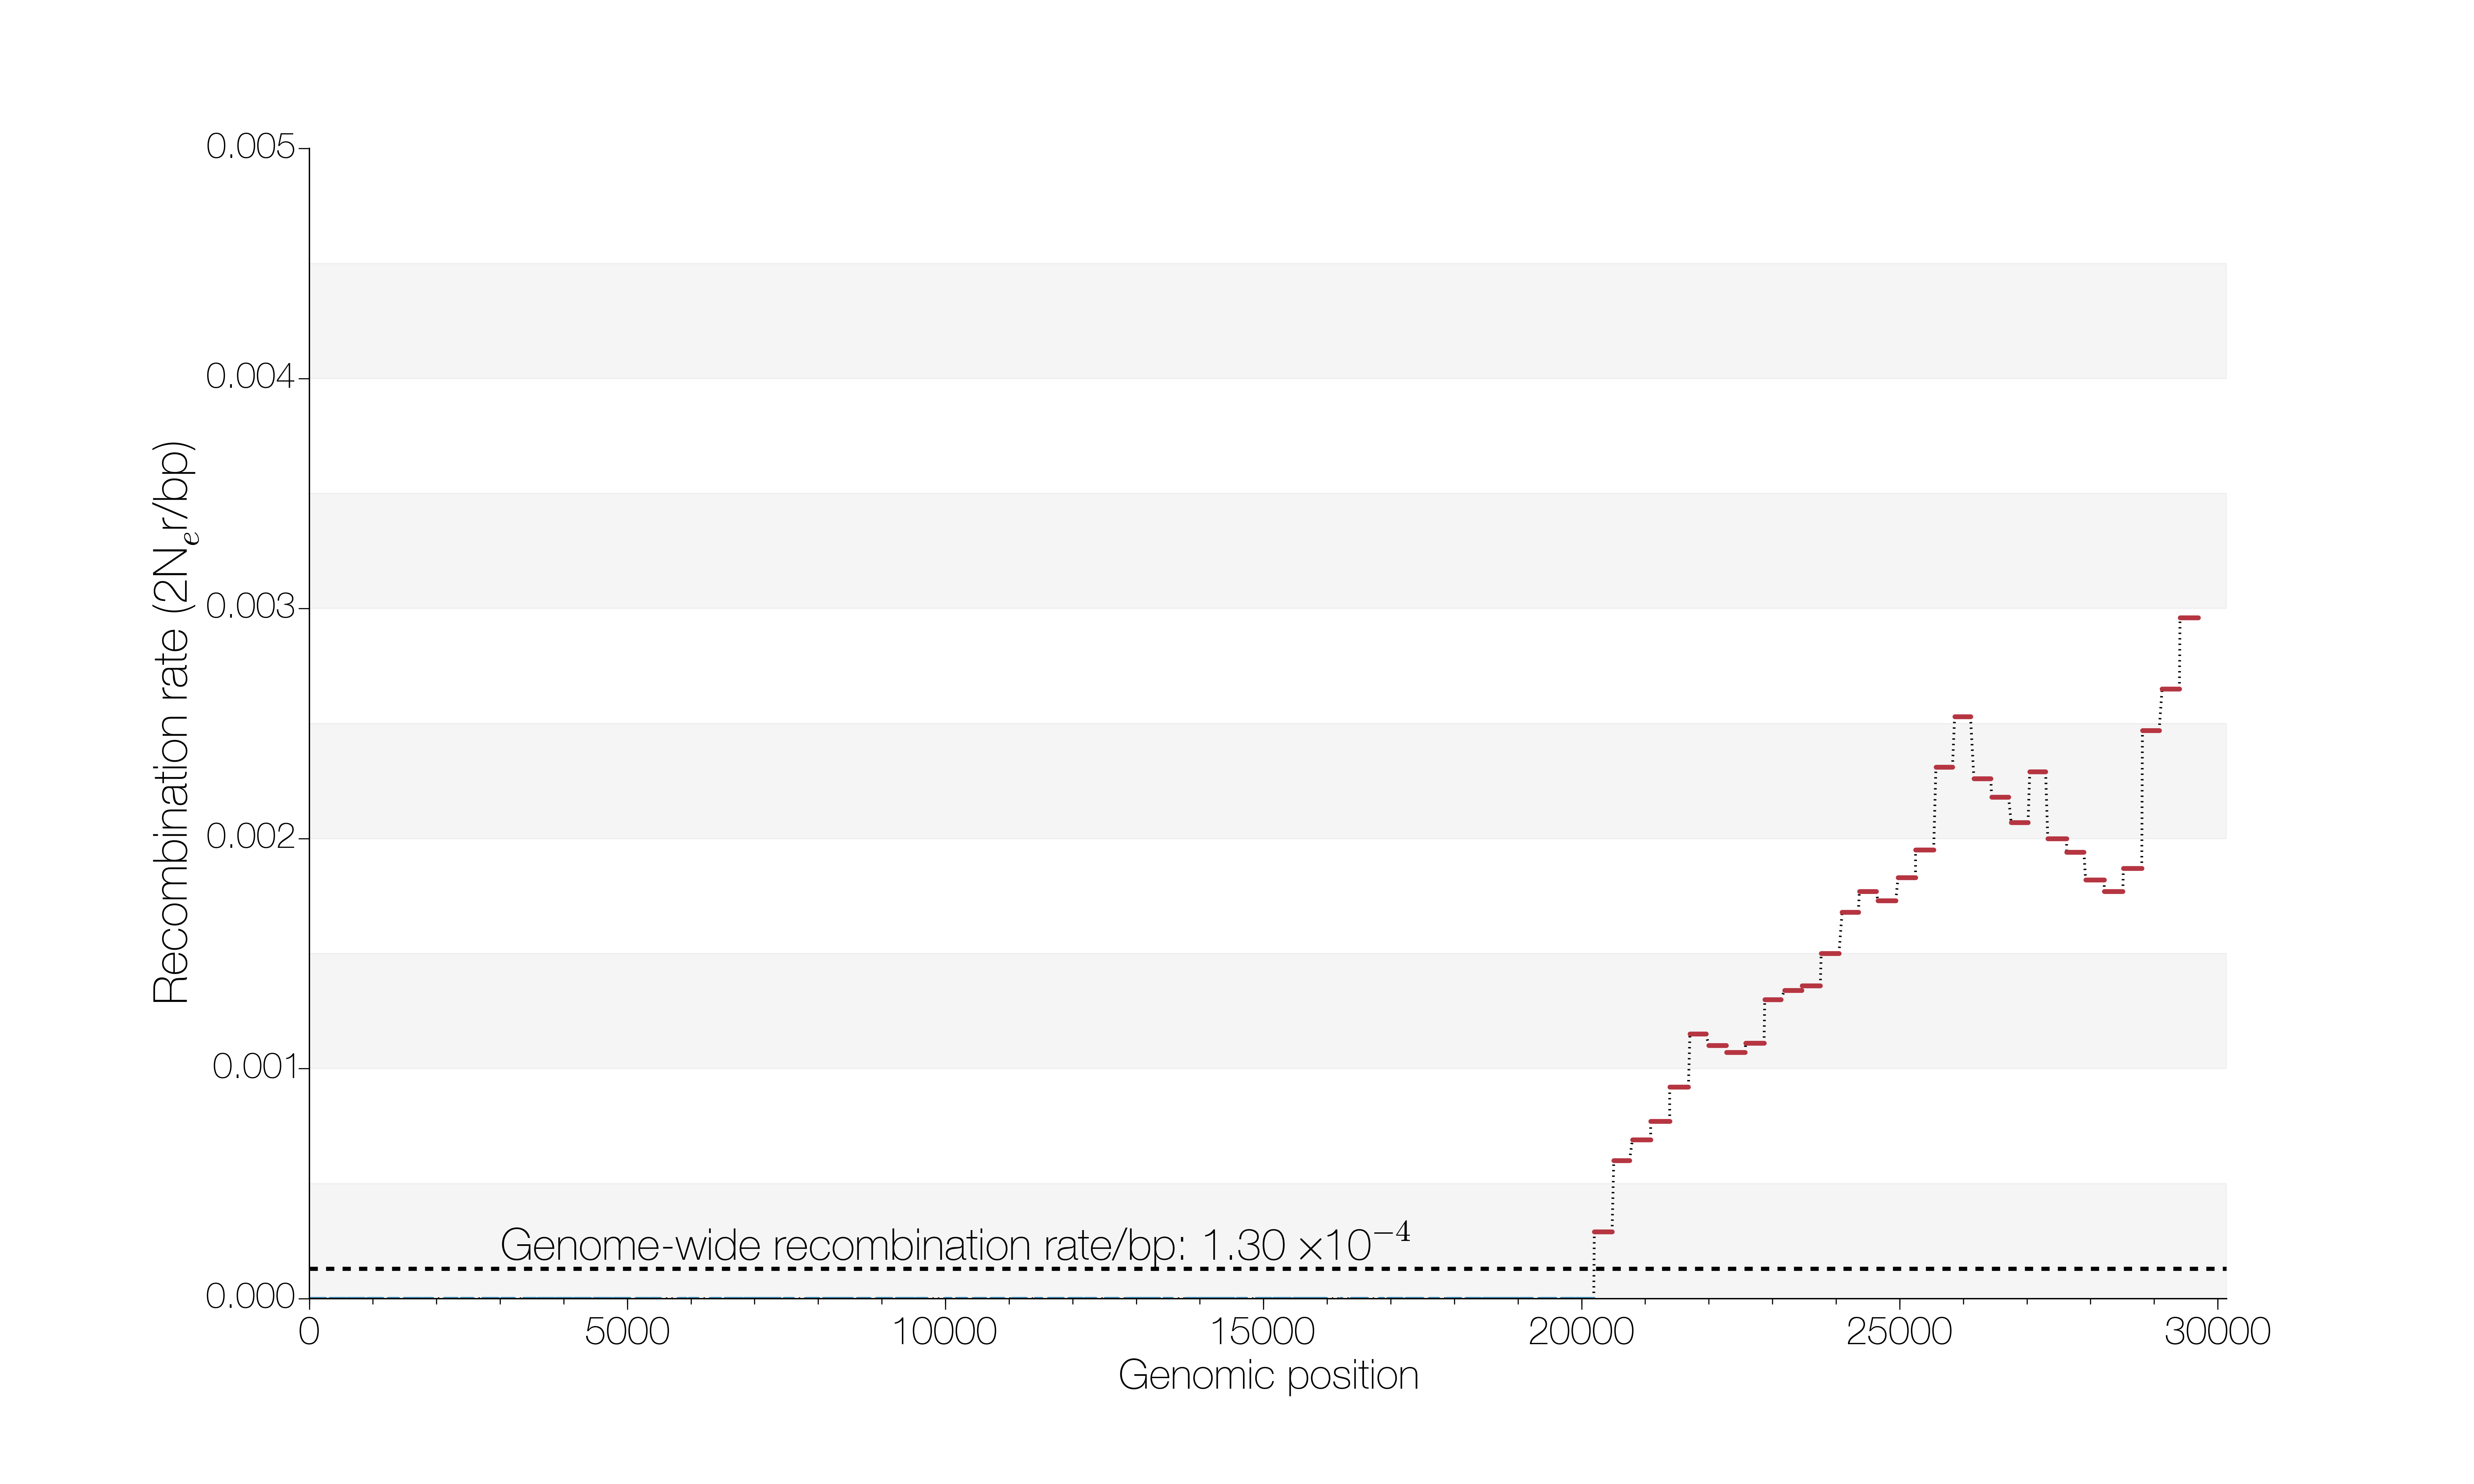 0.005
0.004
0.003
0.002
0.001
0.000
Recombination rate (2Nₑr/bp)
Genome-wide recombination rate/bp: 1.30 ×10⁻⁴
0 5000 10000 15000 20000 25000 30000
Genomic position